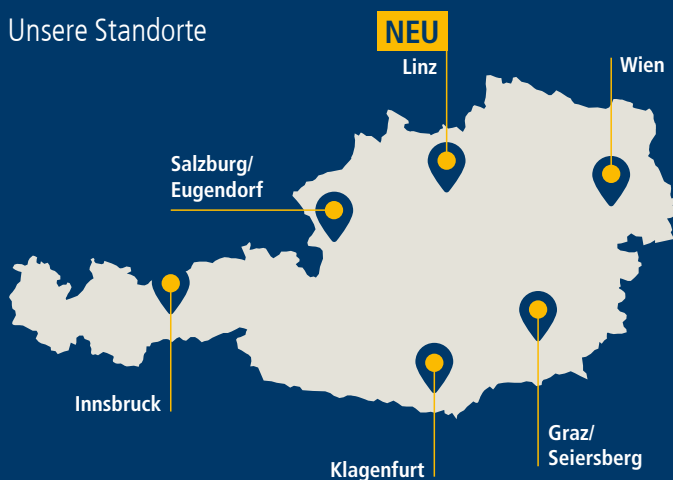 Unsere Standorte
NEU
Linz
Wien
Salzburg/
Eugendorf
Innsbruck
Graz/
Seiersberg
Klagenfurt